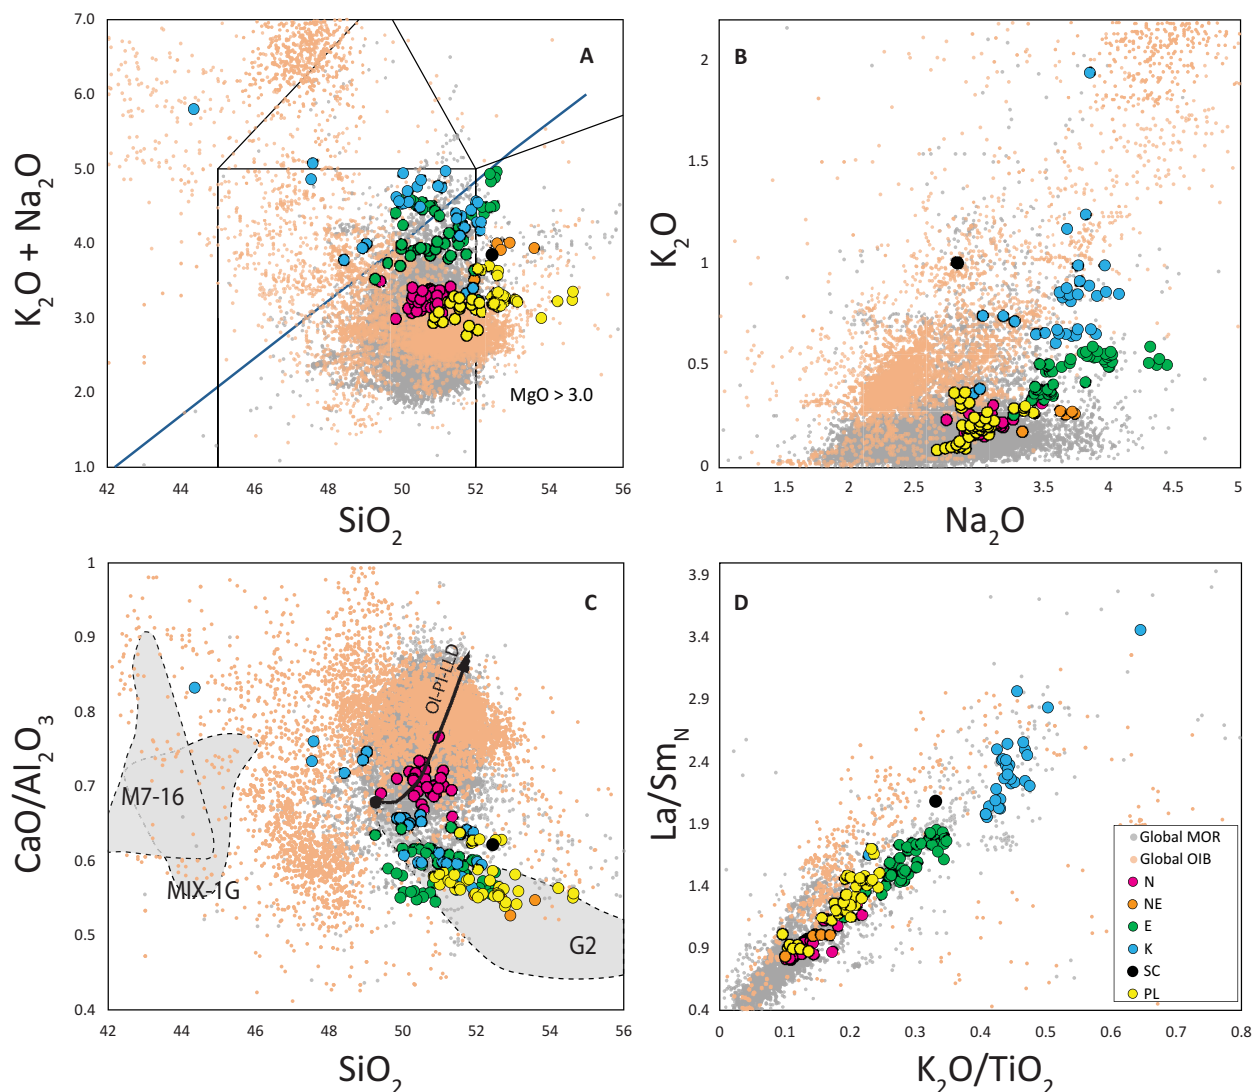 7.0
6.0
5.0
4.0
3.0
2.0
1.0
K2O + Na2O
A
MgO > 3.0
42 44 46 48 50 52 54 56
SiO2
2
1.5
1
0.5
0
K2O
B
1 1.5 2 2.5 3 3.5 4 4.5 5
Na2O
1
0.9
0.8
0.7
0.6
0.5
0.4
CaO/Al2O3
C
Ol-Pl-LLD
M7-16
MIX-1G
G2
42 44 46 48 50 52 54 56
SiO2
3.9
3.4
2.9
2.4
1.9
1.4
0.9
0.4
La/SmN
D
Global MOR
Global OIB
N
NE
E
K
SC
PL
0 0.1 0.2 0.3 0.4 0.5 0.6 0.7 0.8
K2O/TiO2